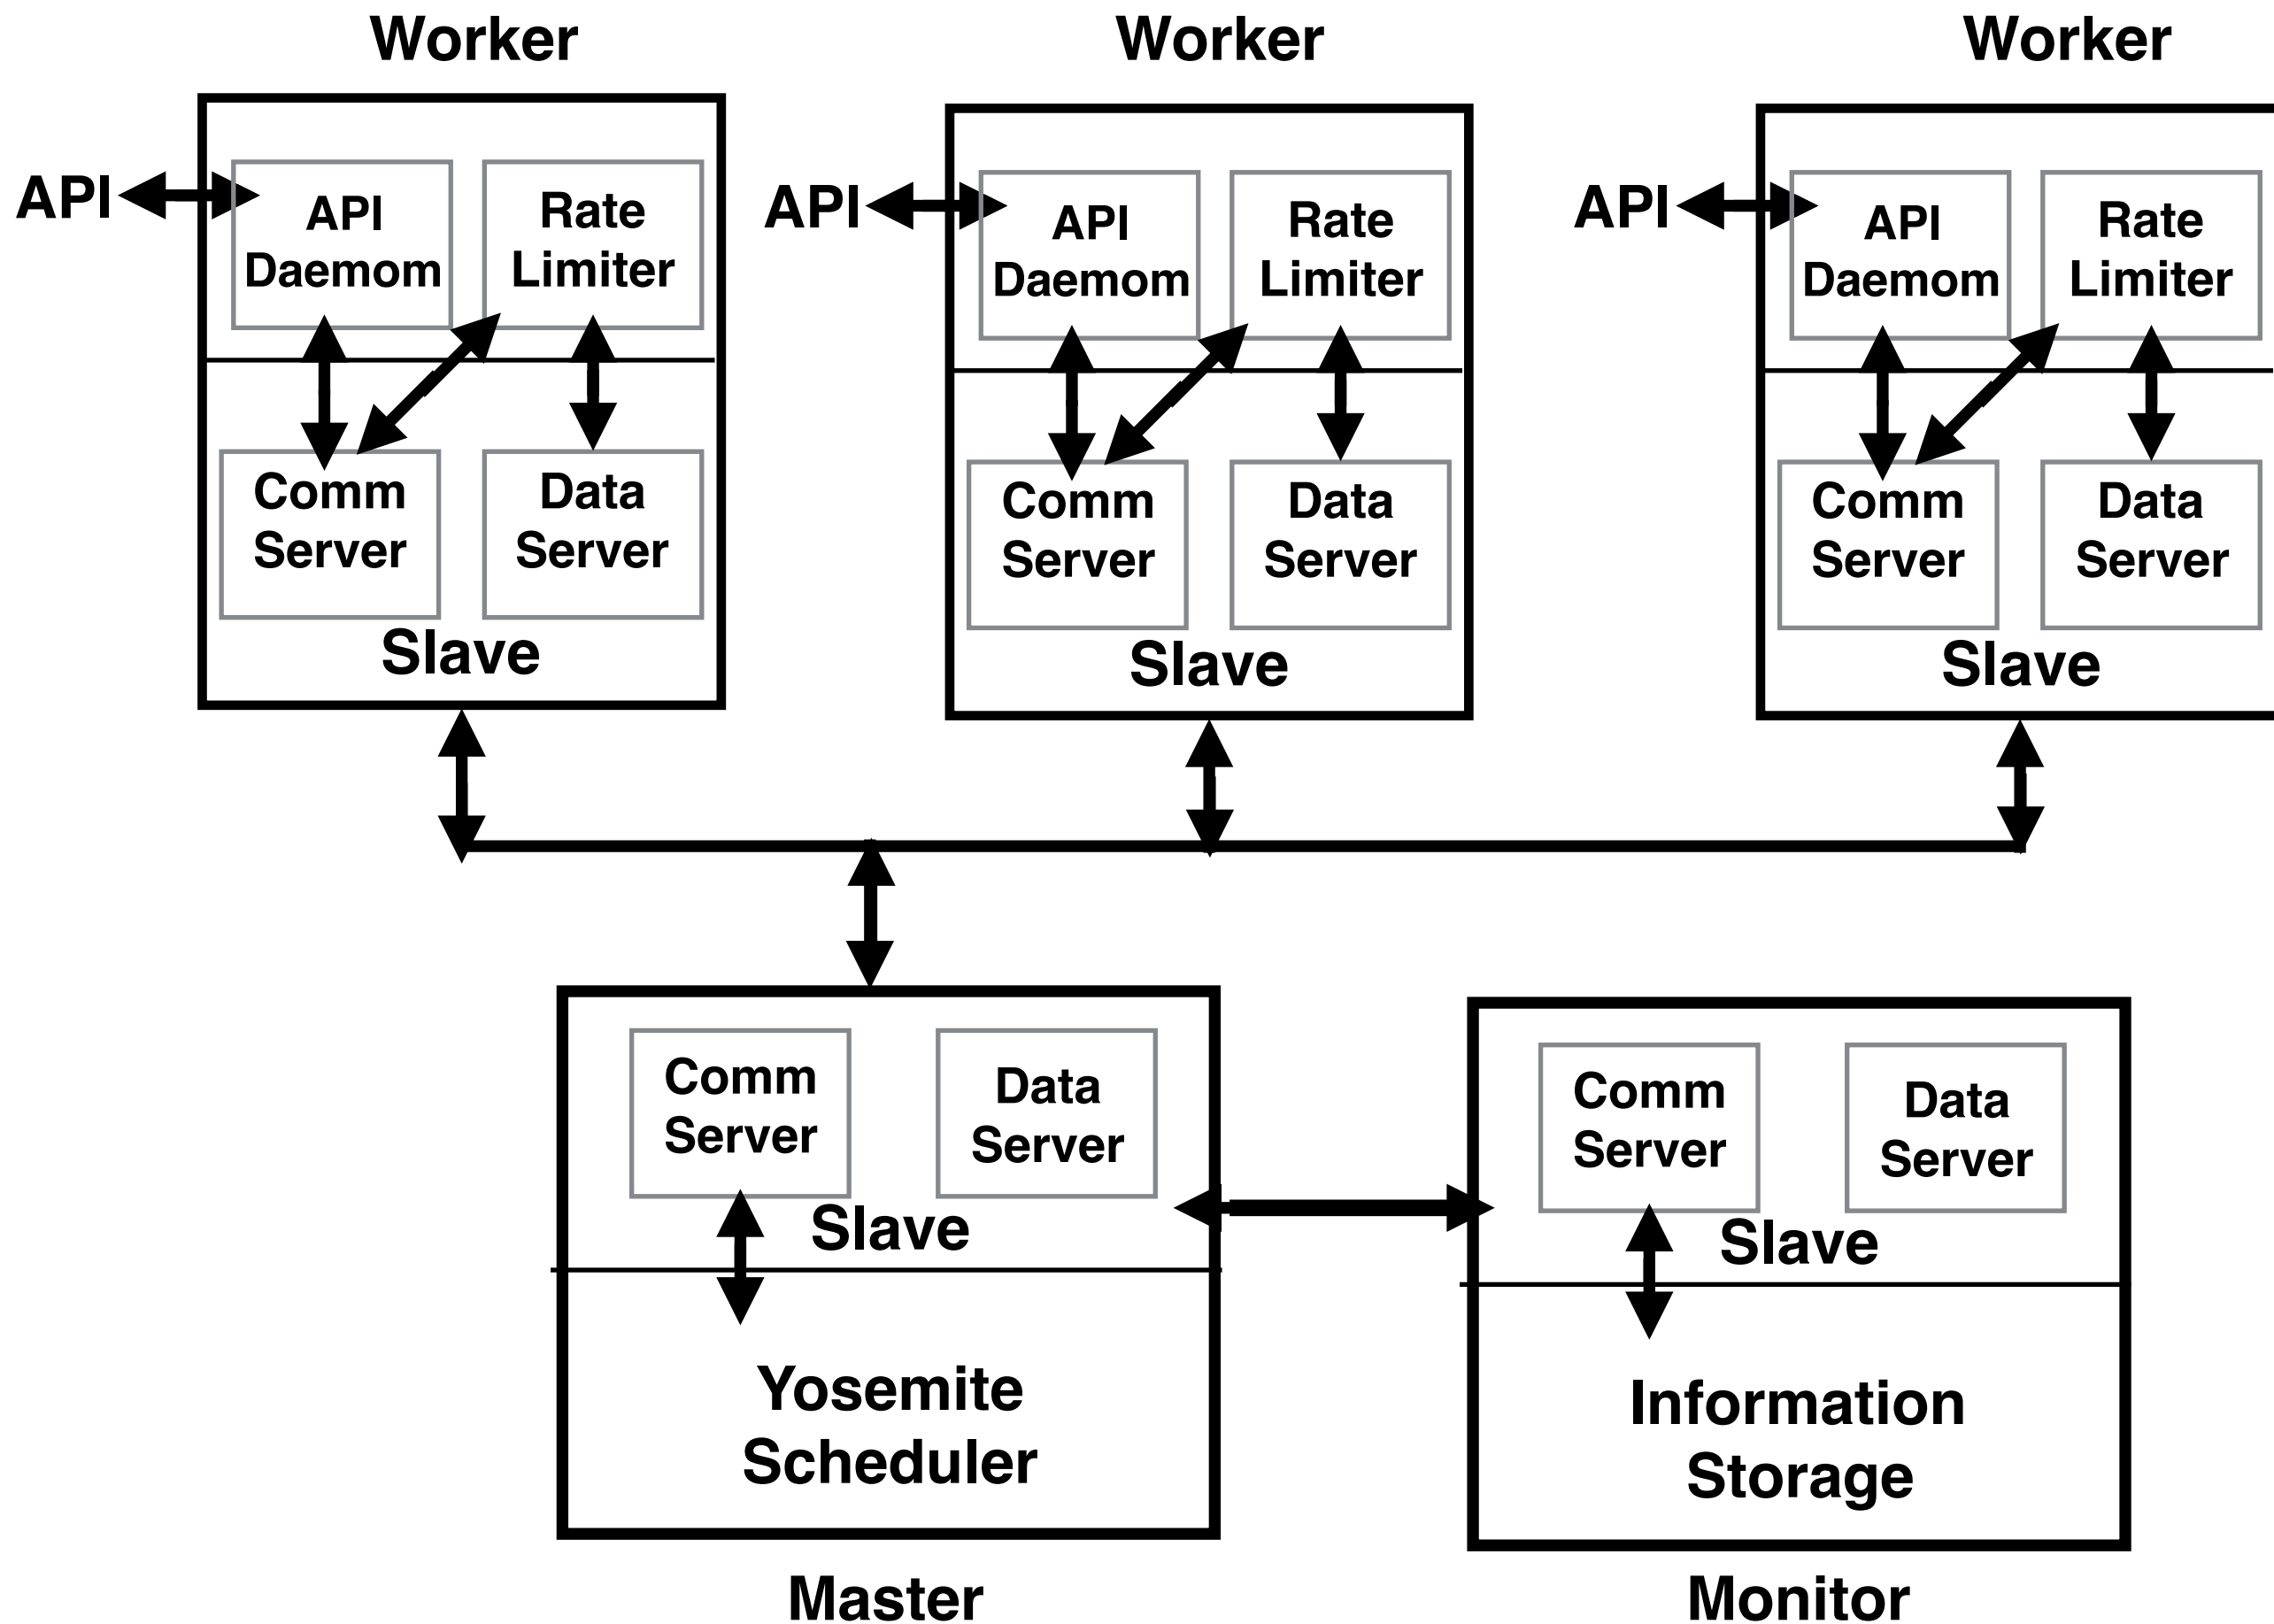 Worker
Worker
Worker
API
API
Daemom
Rate
Limiter
Comm
Server
Data
Server
Slave
API
API
Daemom
Rate
Limiter
Comm
Server
Data
Server
Slave
API
API
Daemom
Rate
Limiter
Comm
Server
Data
Server
Slave
Comm
Server
Data
Server
Slave
Yosemite
Scheduler
Master
Comm
Server
Data
Server
Slave
Information
Storage
Monitor